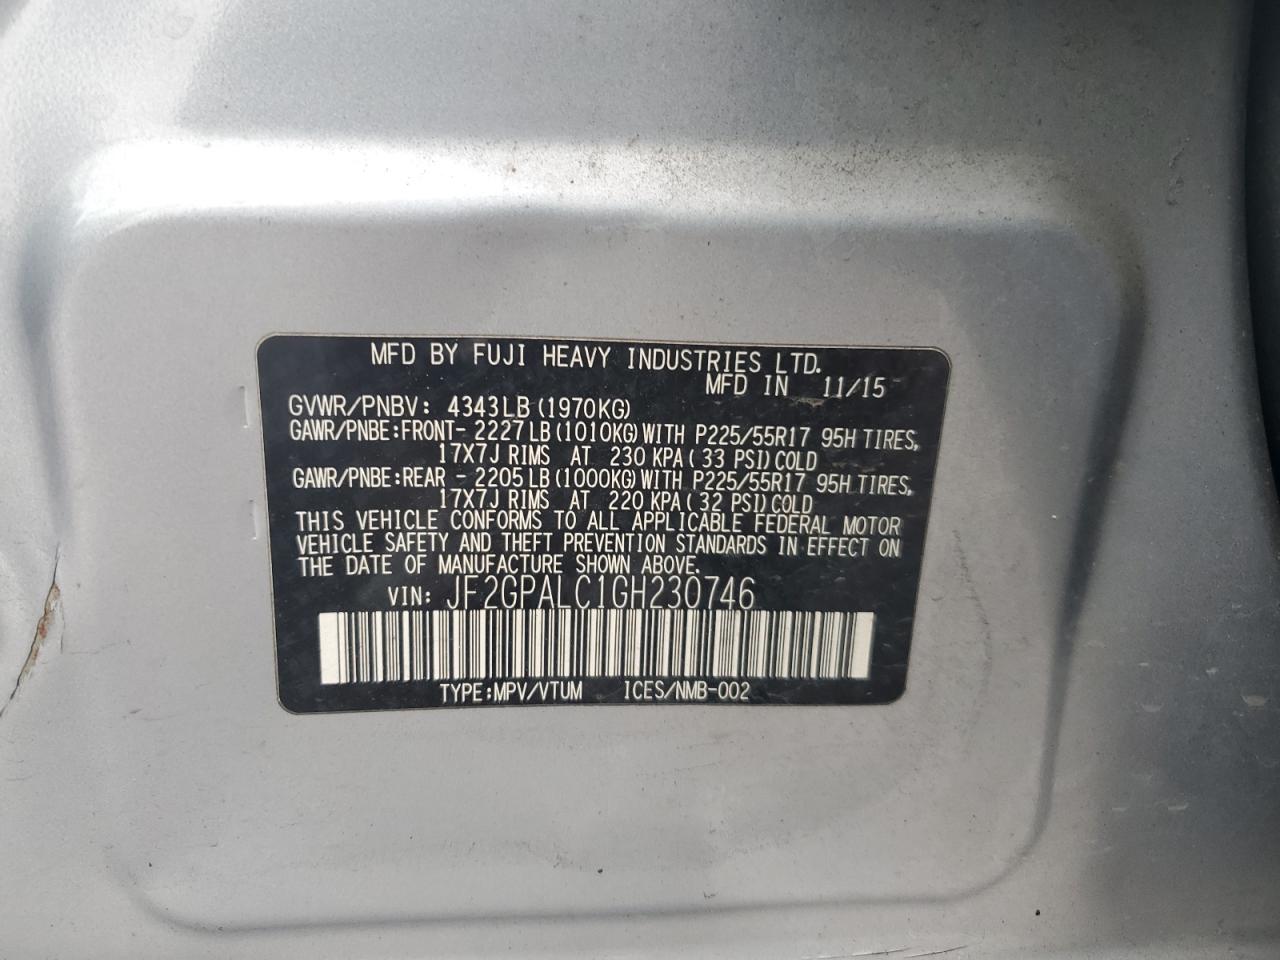 MFD BY FUJI HEAVY INDUSTRIES LTD.
MFD IN 11/15
GVWR/PNBV: 4343LB (1970KG)
GAWR/PNBE:FRONT- 2227LB(1010KG)WITH P225/55R17 95H TIRES,
17X7J RIMS AT 230 KPA( 33 PSI)COLD
GAWR/PNBE:REAR - 2205LB(1000KG)WITH P225/55R17 95H TIRES,
17X7J RIMS AT 220 KPA( 32 PSI)COLD
THIS VEHICLE CONFORMS TO ALL APPLICABLE FEDERAL MOTOR
VEHICLE SAFETY AND THEFT PREVENTION STANDARDS IN EFFECT ON
THE DATE OF MANUFACTURE SHOWN ABOVE.
VIN: JF2GPALC1GH230746
TYPE:MPV/VTUM ICES/NMB-002